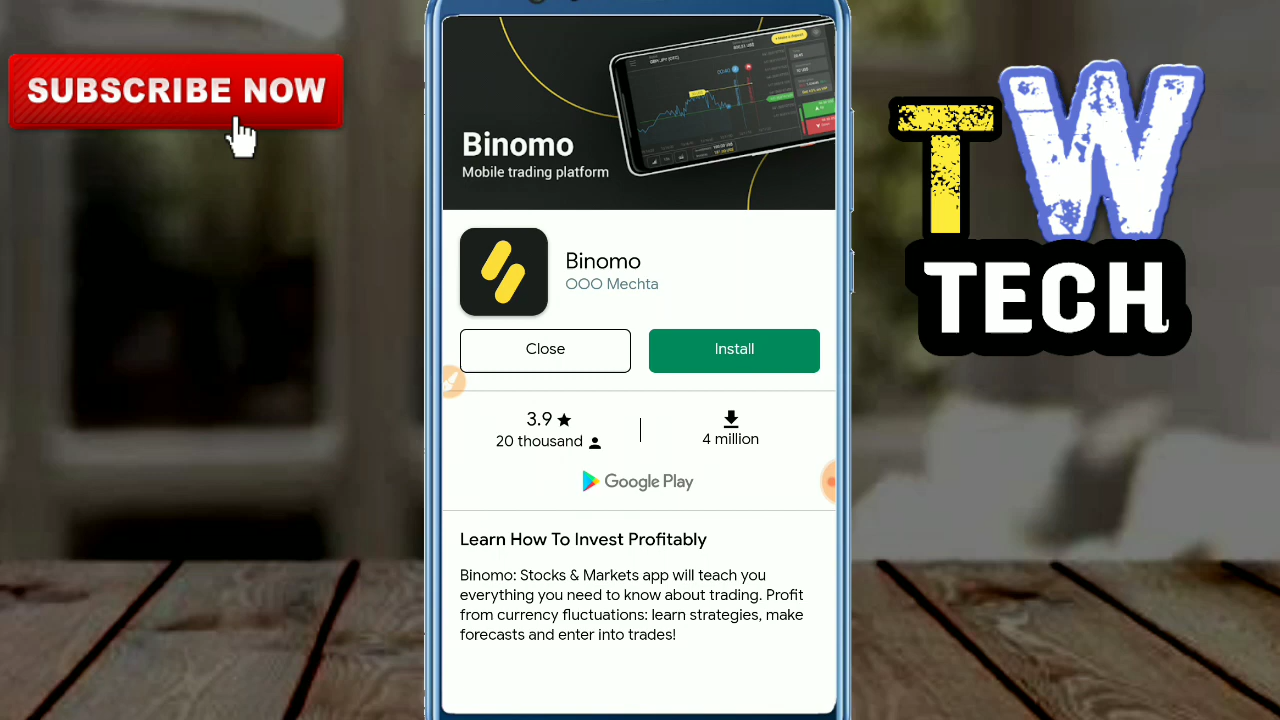 SUBSCRIBE NOW
Binomo
Mobile trading platform
TW
TECH
Binomo
OOO Mechta
Close
Install
3.9
20 thousand
4 million
Google Play
Learn How To Invest Profitably
Binomo: Stocks & Markets app will teach you
everything you need to know about trading. Profit
from currency fluctuations: learn strategies, make
forecasts and enter into trades!